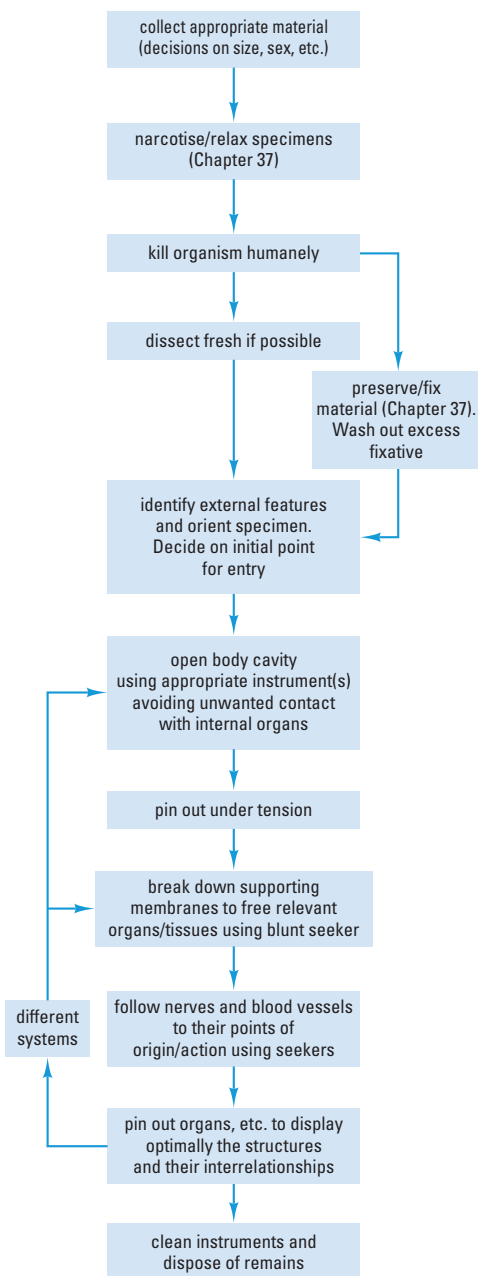 collect appropriate material
(decisions on size, sex, etc.)
narcotise/relax specimens
(Chapter 37)
kill organism humanely
dissect fresh if possible
preserve/fix
material (Chapter 37).
Wash out excess
fixative
identify external features
and orient specimen.
Decide on initial point
for entry
open body cavity
using appropriate instrument(s)
avoiding unwanted contact
with internal organs
pin out under tension
break down supporting
membranes to free relevant
organs/tissues using blunt seeker
different
systems
follow nerves and blood vessels
to their points of
origin/action using seekers
pin out organs, etc. to display
optimally the structures
and their interrelationships
clean instruments and
dispose of remains